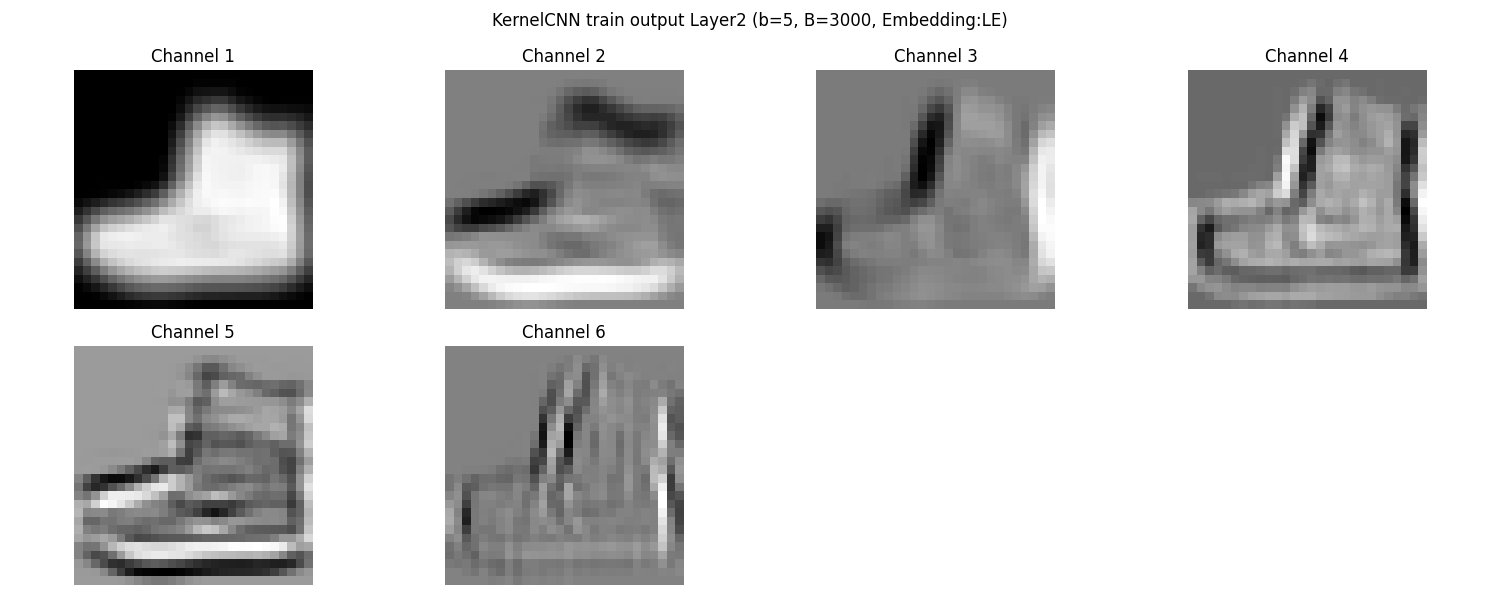 KernelCNN train output Layer2 (b=5, B=3000, Embedding:LE)
Channel 1
Channel 2
Channel 3
Channel 4
Channel 5
Channel 6